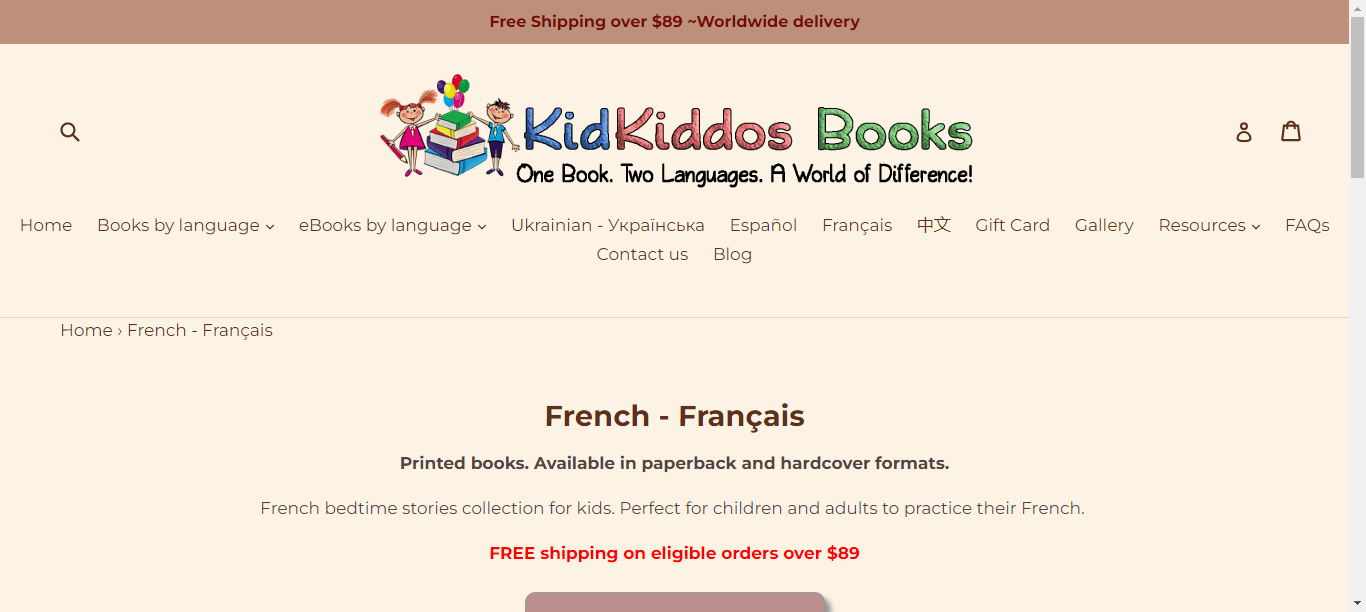 Free Shipping over $89 ~Worldwide delivery
KidKiddos Books
One Book. Two Languages. A World of Difference!
Home Books by language eBooks by language Ukrainian - Українська Español Français 中文 Gift Card Gallery Resources FAQs
Contact us Blog
Home › French - Français
French - Français
Printed books. Available in paperback and hardcover formats.
French bedtime stories collection for kids. Perfect for children and adults to practice their French.
FREE shipping on eligible orders over $89